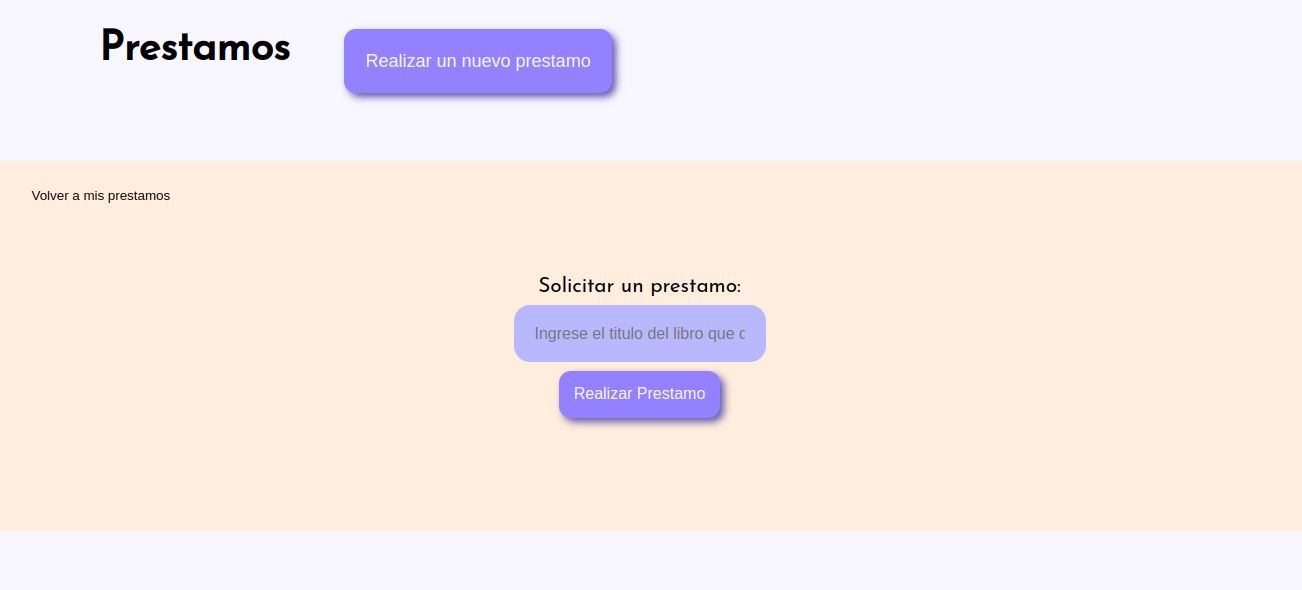 Prestamos
Realizar un nuevo prestamo
Volver a mis prestamos
Solicitar un prestamo:
Ingrese el titulo del libro que
Realizar Prestamo